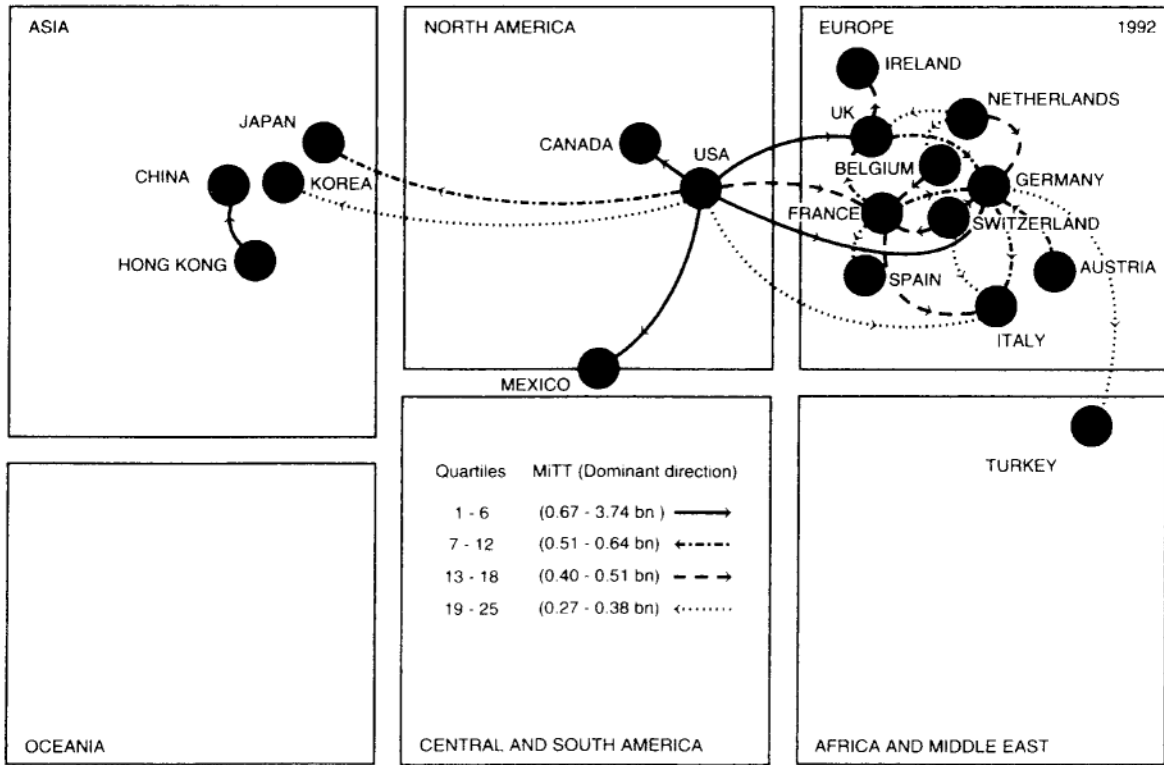 ASIA
NORTH AMERICA
EUROPE 1992
IRELAND
NETHERLANDS
UK
JAPAN
CANADA
USA
BELGIUM
CHINA
KOREA
GERMANY
FRANCE
SWITZERLAND
HONG KONG
SPAIN
AUSTRIA
ITALY
MEXICO
TURKEY
Quartiles MiTT (Dominant direction)
1 - 6 (0.67 - 3.74 bn )
7 - 12 (0.51 - 0.64 bn)
13 - 18 (0.40 - 0.51 bn)
19 - 25 (0.27 - 0.38 bn)
OCEANIA
CENTRAL AND SOUTH AMERICA
AFRICA AND MIDDLE EAST